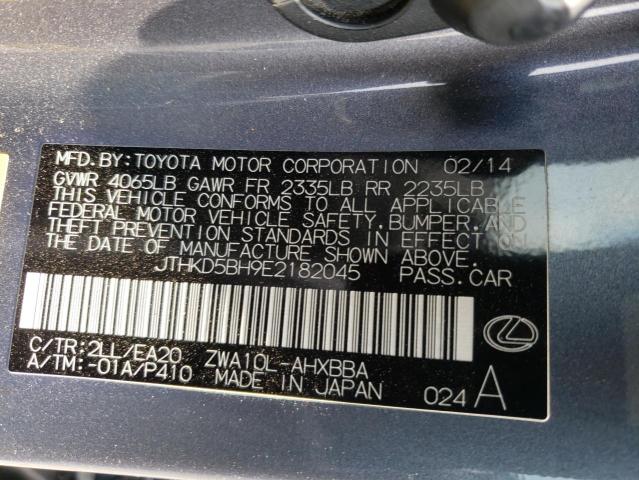 MFD. BY: TOYOTA MOTOR CORPORATION 02/14
GVWR 4065LB GAWR FR 2335LB RR 2235LB
THIS VEHICLE CONFORMS TO ALL APPLICABLE
FEDERAL MOTOR VEHICLE SAFETY, BUMPER, AND
THEFT PREVENTION STANDARDS IN EFFECT ON
THE DATE OF MANUFACTURE SHOWN ABOVE.
JTHKD5BH9E2182045 PASS. CAR
C/TR: 2LL/EA20 ZWA10L-AHXBBA
A/TM: -01A/P410 MADE IN JAPAN 024 A